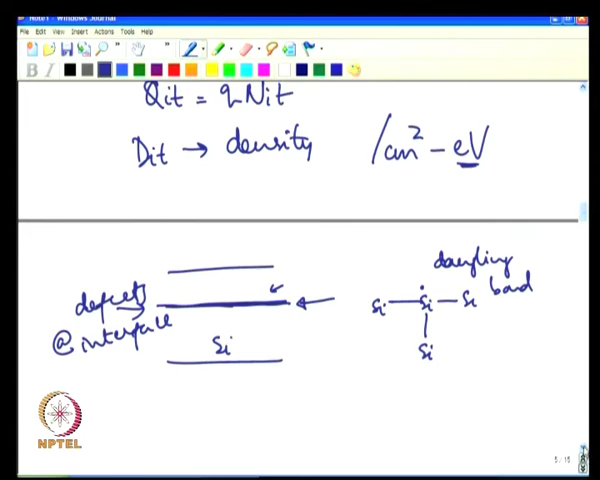 Note1 - Windows Journal
File Edit View Insert Actions Tools Help
B I
Qit = qNit
Dit → density /cm² - eV
dangling
bond
defects
@ interface
Si
Si — Si — Si
Si
NPTEL
5 / 15